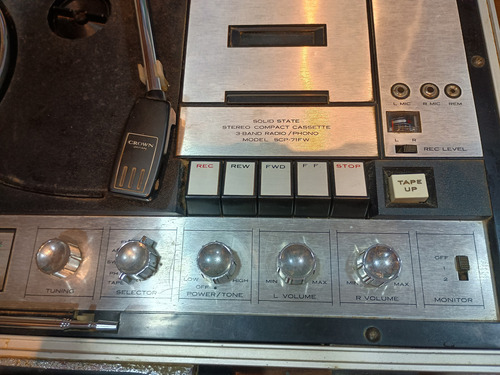 L MIC R MIC REM
SOLID STATE
STEREO COMPACT CASSETTE
3-BAND RADIO/PHONO
MODEL SCP-71FW
L R
REC LEVEL
CROWN
REC REW FWD F F STOP
TAPE
UP
TUNING
TAPE
SELECTOR
LOW HIGH
OFF
POWER/TONE
MIN MAX
L VOLUME
MIN MAX
R VOLUME
OFF
MONITOR